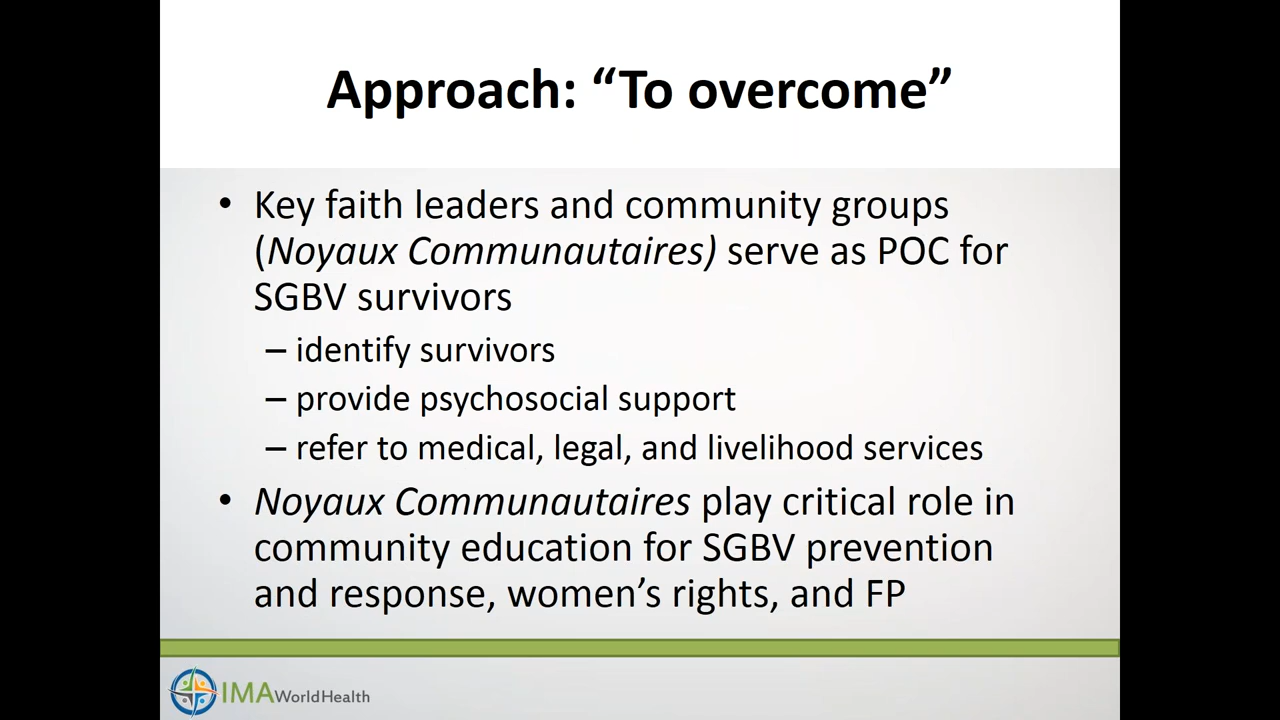 Approach: “To overcome”
• Key faith leaders and community groups
(Noyaux Communautaires) serve as POC for
SGBV survivors
– identify survivors
– provide psychosocial support
– refer to medical, legal, and livelihood services
• Noyaux Communautaires play critical role in
community education for SGBV prevention
and response, women’s rights, and FP
IMAWorldHealth